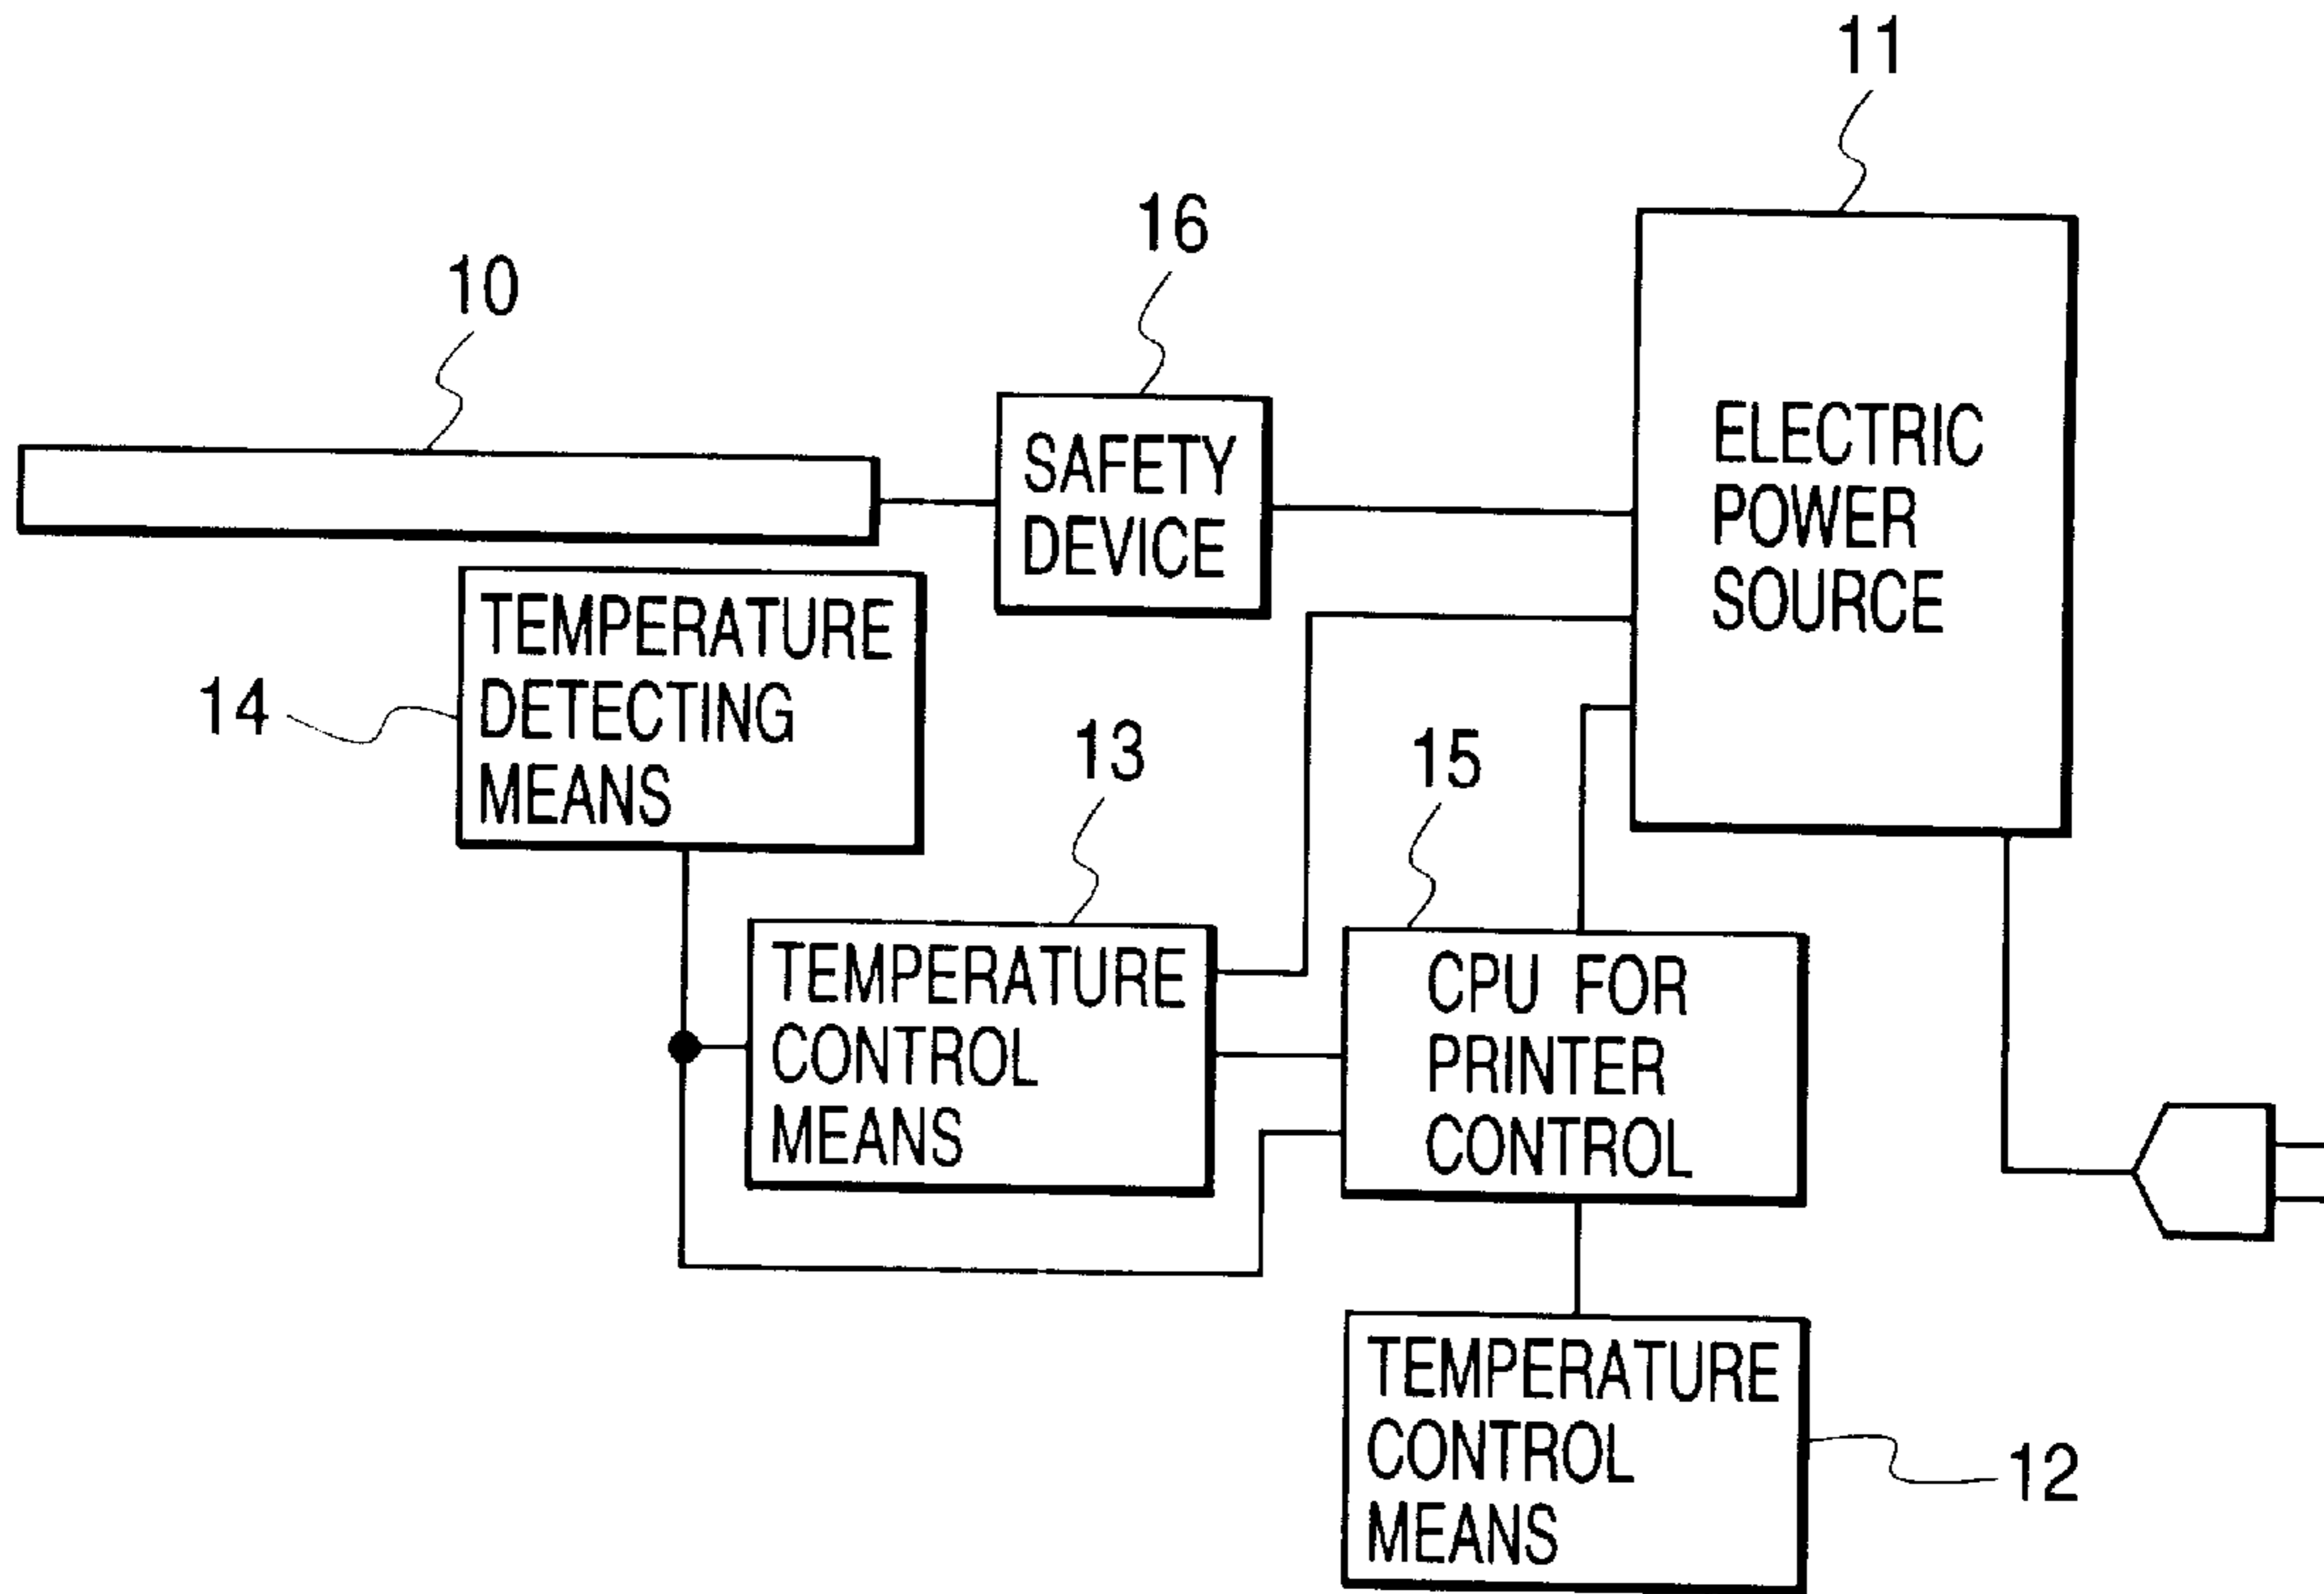 11
16
10
SAFETY
DEVICE
ELECTRIC
POWER
SOURCE
14
TEMPERATURE
DETECTING
MEANS
13
15
TEMPERATURE
CONTROL
MEANS
CPU FOR
PRINTER
CONTROL
TEMPERATURE
CONTROL
MEANS
12